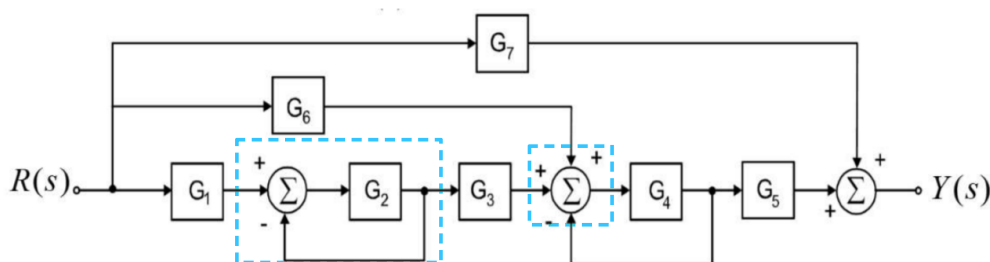 G7
G6
R(s) G1 + Σ - G2 G3 + Σ + - G4 G5 + Σ + Y(s)